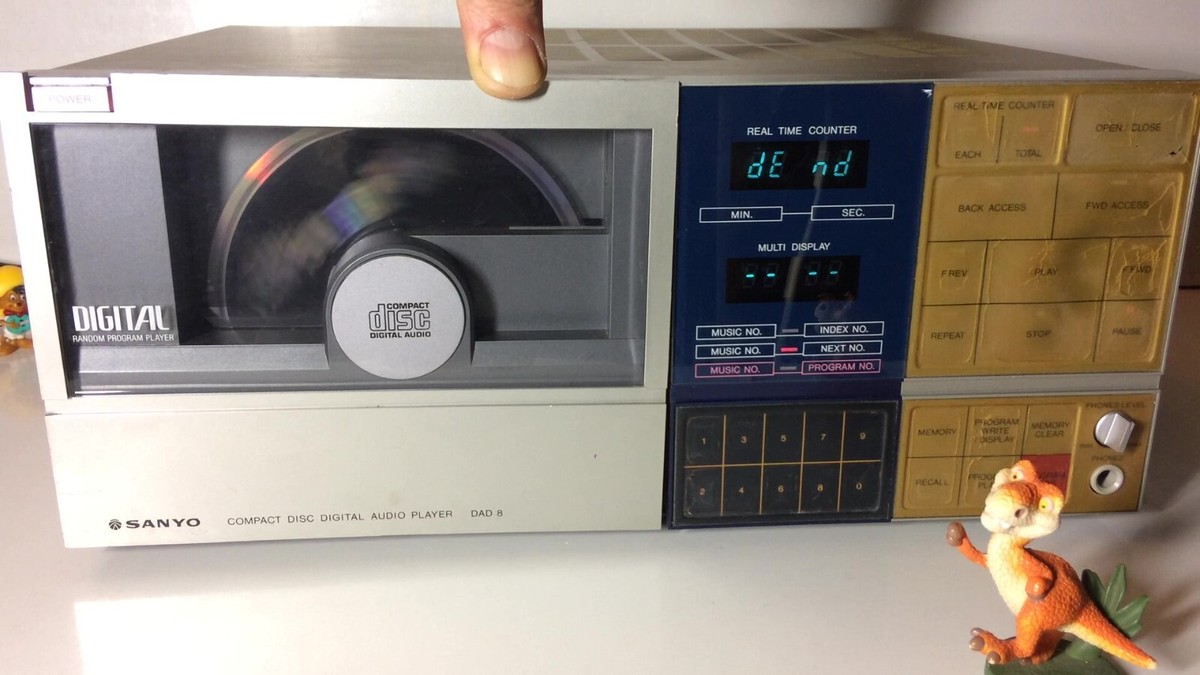 POWER
DIGITAL
RANDOM PROGRAM PLAYER
COMPACT
disc
DIGITAL AUDIO
SANYO
COMPACT DISC DIGITAL AUDIO PLAYER DAD 8
REAL TIME COUNTER
dE nd
MIN. SEC.
MULTI DISPLAY
-- --
MUSIC NO. INDEX NO.
MUSIC NO. NEXT NO.
MUSIC NO. PROGRAM NO.
1 3 5 7 9
2 4 6 8 0
REAL TIME COUNTER
EACH TOTAL
OPEN / CLOSE
BACK ACCESS FWD ACCESS
F REV PLAY F FWD
REPEAT STOP PAUSE
MEMORY
PROGRAM
WRITE
/ DISPLAY
MEMORY
CLEAR
RECALL
PHONES LEVEL
PHONES